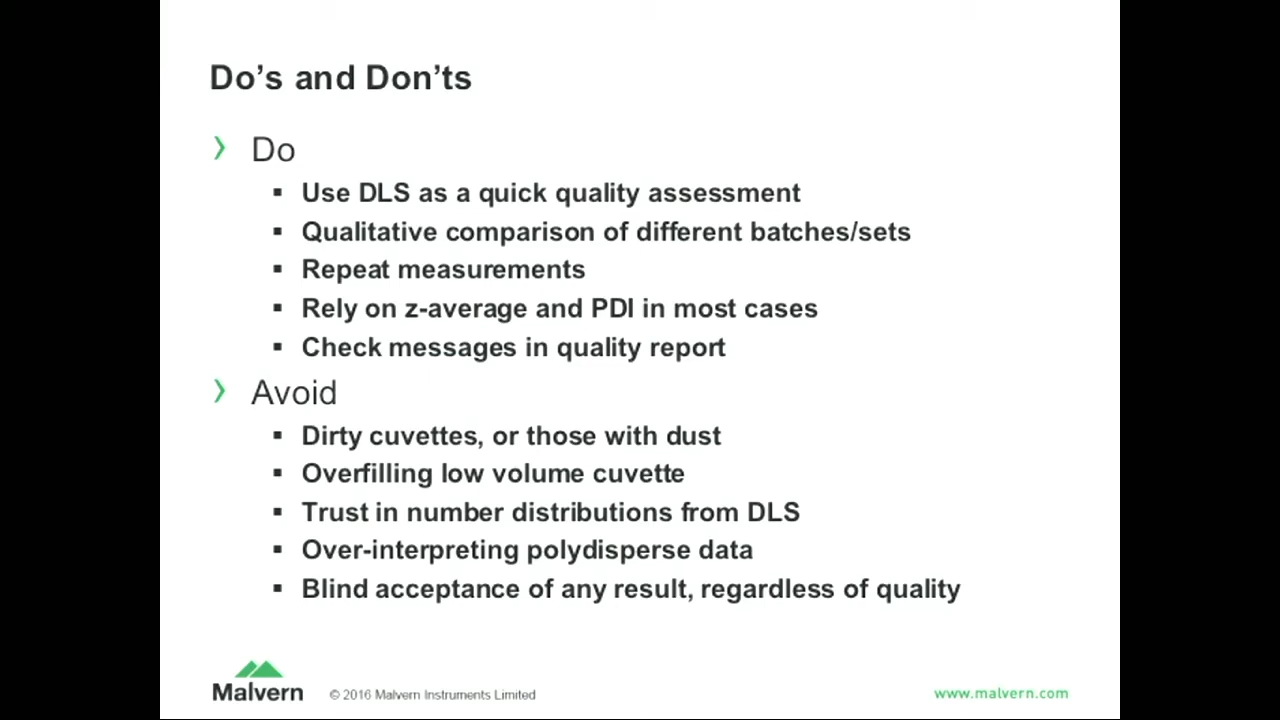 Do’s and Don’ts
Do
Use DLS as a quick quality assessment
Qualitative comparison of different batches/sets
Repeat measurements
Rely on z-average and PDI in most cases
Check messages in quality report
Avoid
Dirty cuvettes, or those with dust
Overfilling low volume cuvette
Trust in number distributions from DLS
Over-interpreting polydisperse data
Blind acceptance of any result, regardless of quality
Malvern
© 2016 Malvern Instruments Limited
www.malvern.com